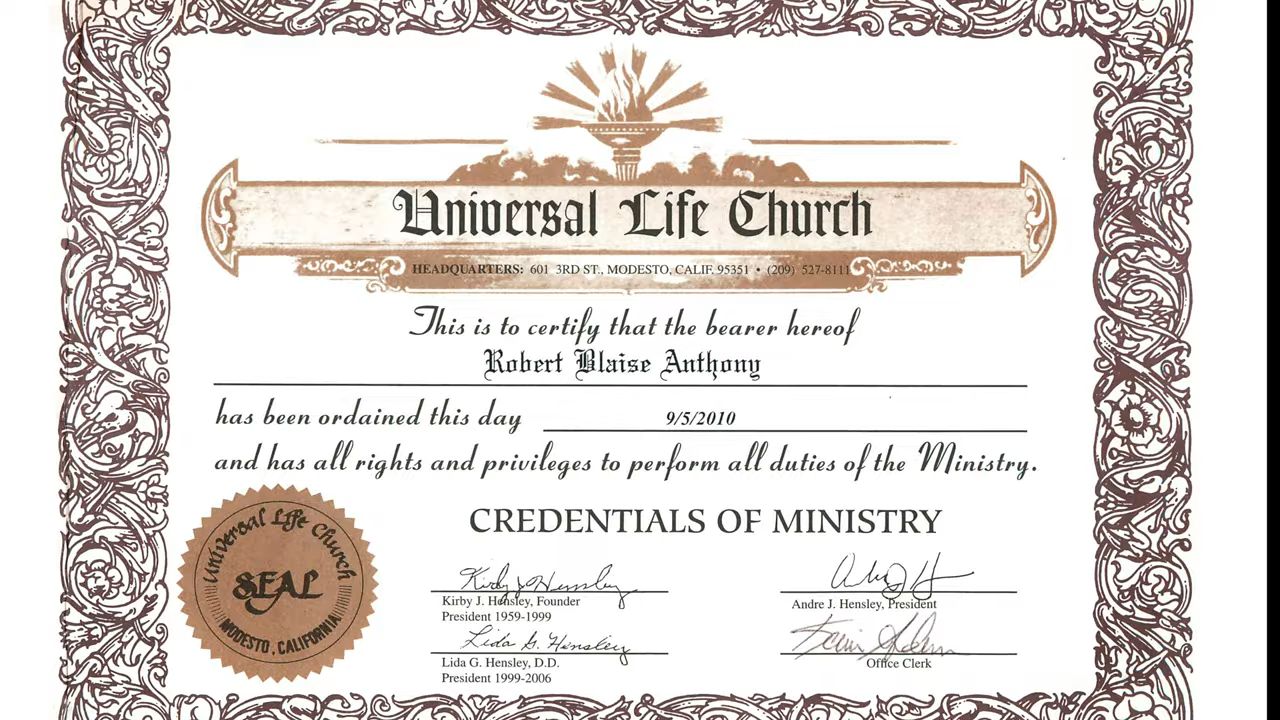 Universal Life Church
HEADQUARTERS: 601 3RD ST., MODESTO, CALIF. 95351 • (209) 527-8111
This is to certify that the bearer hereof
Robert Blaise Anthony
has been ordained this day 9/5/2010
and has all rights and privileges to perform all duties of the Ministry.
CREDENTIALS OF MINISTRY
Universal Life Church
SEAL
MODESTO, CALIFORNIA
Kirby J. Hensley
Kirby J. Hensley, Founder
President 1959-1999
Lida G. Hensley
Lida G. Hensley, D.D.
President 1999-2006
Andre J. Hensley, President
Office Clerk